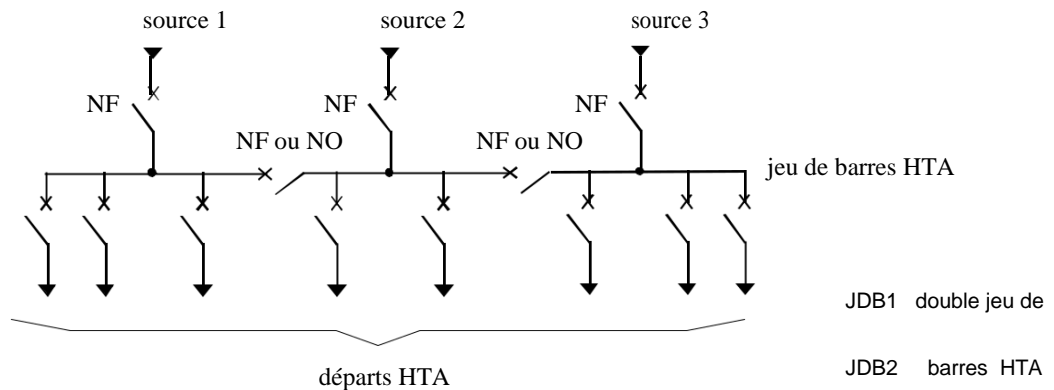 source 1 source 2 source 3
NF NF NF
NF ou NO NF ou NO
jeu de barres HTA
JDB1 double jeu de
départs HTA
JDB2 barres HTA